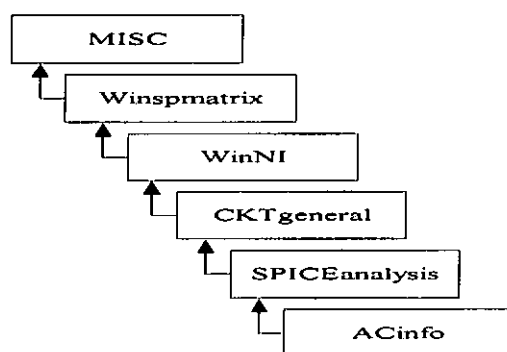 MISC
Winspmatrix
WinNI
CKTgeneral
SPICEanalysis
ACinfo